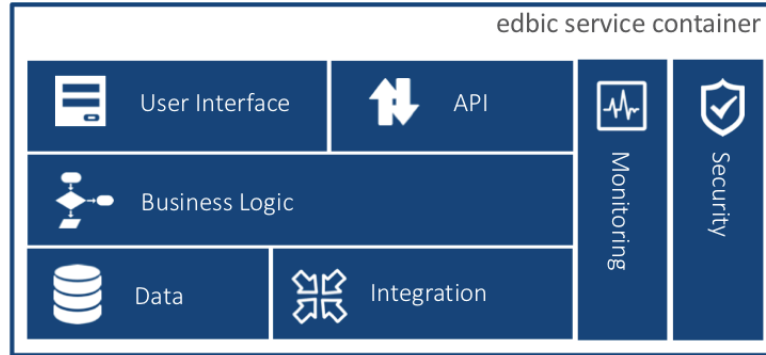 edbic service container
User Interface
API
Monitoring
Security
Business Logic
Data
Integration